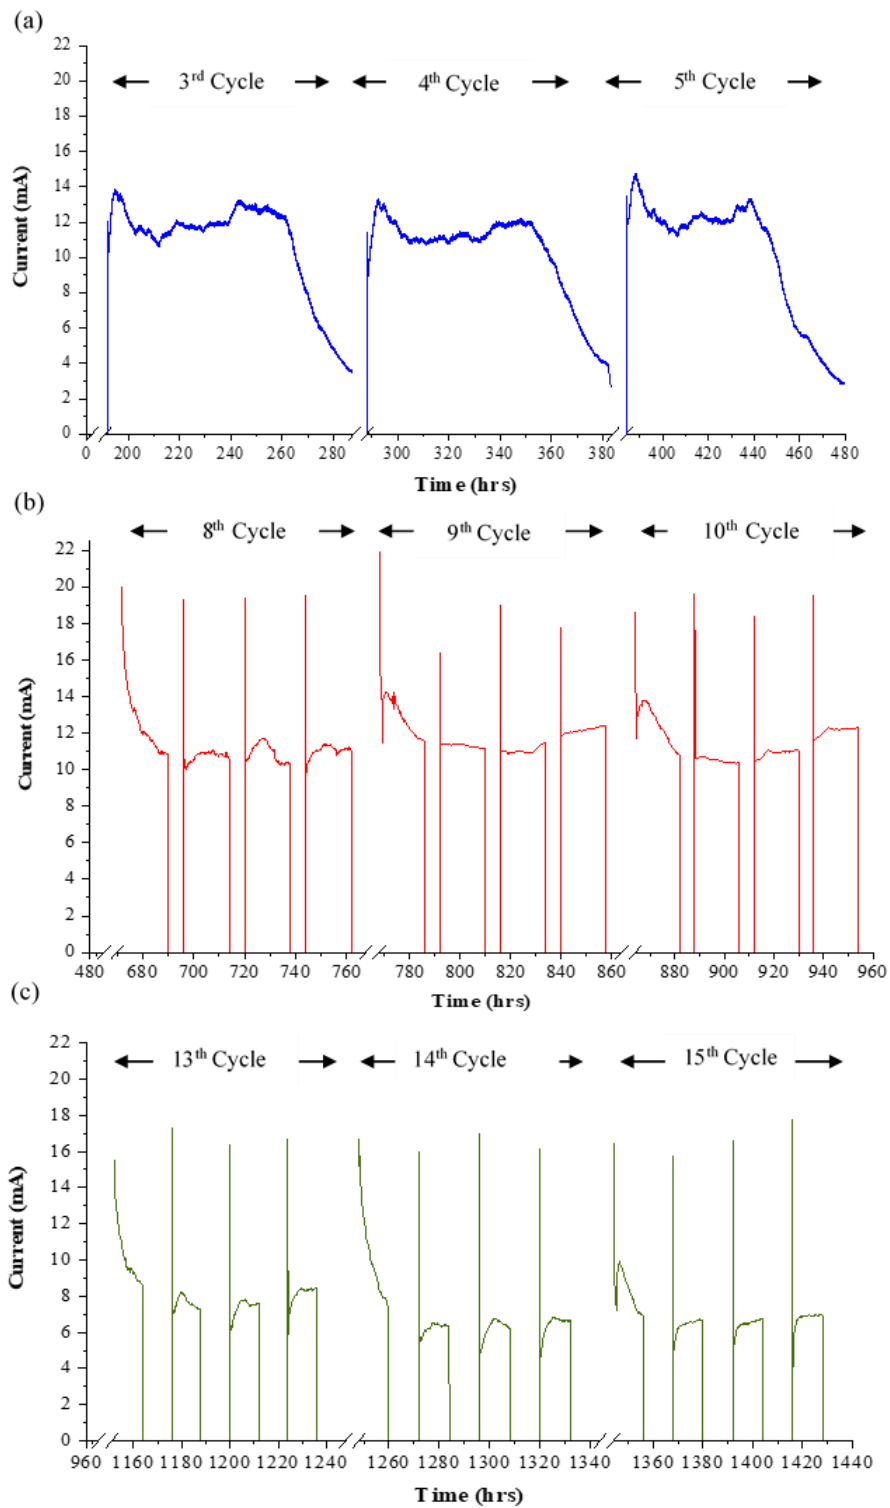 (a)
22
20
18
16
14
12
10
8
6
4
2
0
Current (mA)
3rd Cycle
4th Cycle
5th Cycle
0 200 220 240 260 280 300 320 340 360 380 400 420 440 460 480
Time (hrs)
(b)
22
20
18
16
14
12
10
8
6
4
2
0
Current (mA)
8th Cycle
9th Cycle
10th Cycle
480 680 700 720 740 760 780 800 820 840 860 880 900 920 940 960
Time (hrs)
(c)
22
20
18
16
14
12
10
8
6
4
2
0
Current (mA)
13th Cycle
14th Cycle
15th Cycle
960 1160 1180 1200 1220 1240 1260 1280 1300 1320 1340 1360 1380 1400 1420 1440
Time (hrs)